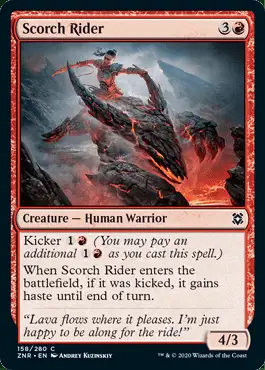 Scorch Rider 3
Creature — Human Warrior
Kicker 1 (You may pay an
additional 1 as you cast this spell.)
When Scorch Rider enters the
battlefield, if it was kicked, it gains
haste until end of turn.
"Lava flows where it pleases. I'm just
happy to be along for the ride!"
4/3
158/280 C
ZNR • EN ANDREY KUZINSKIY
™ & © 2020 Wizards of the Coast